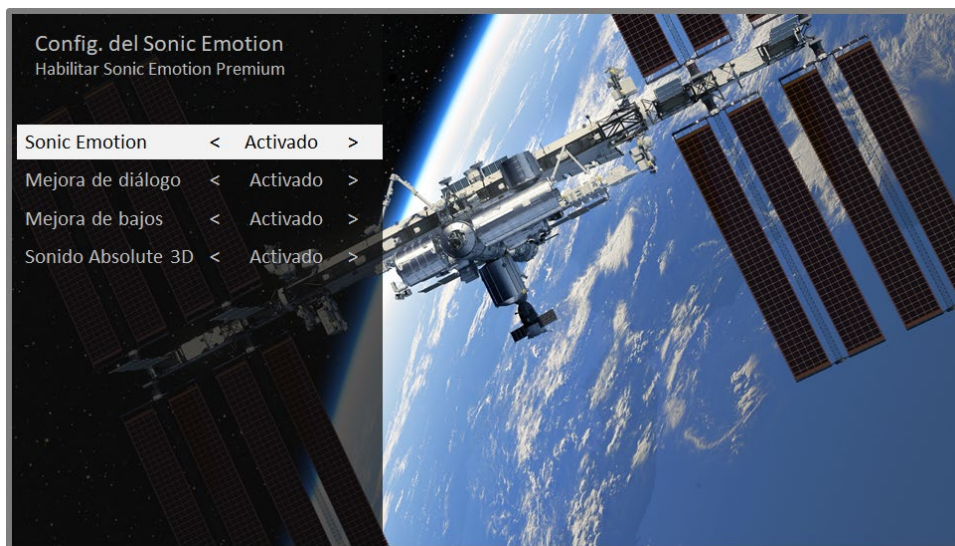 Config. del Sonic Emotion
Habilitar Sonic Emotion Premium
Sonic Emotion < Activado >
Mejora de diálogo < Activado >
Mejora de bajos < Activado >
Sonido Absolute 3D < Activado >